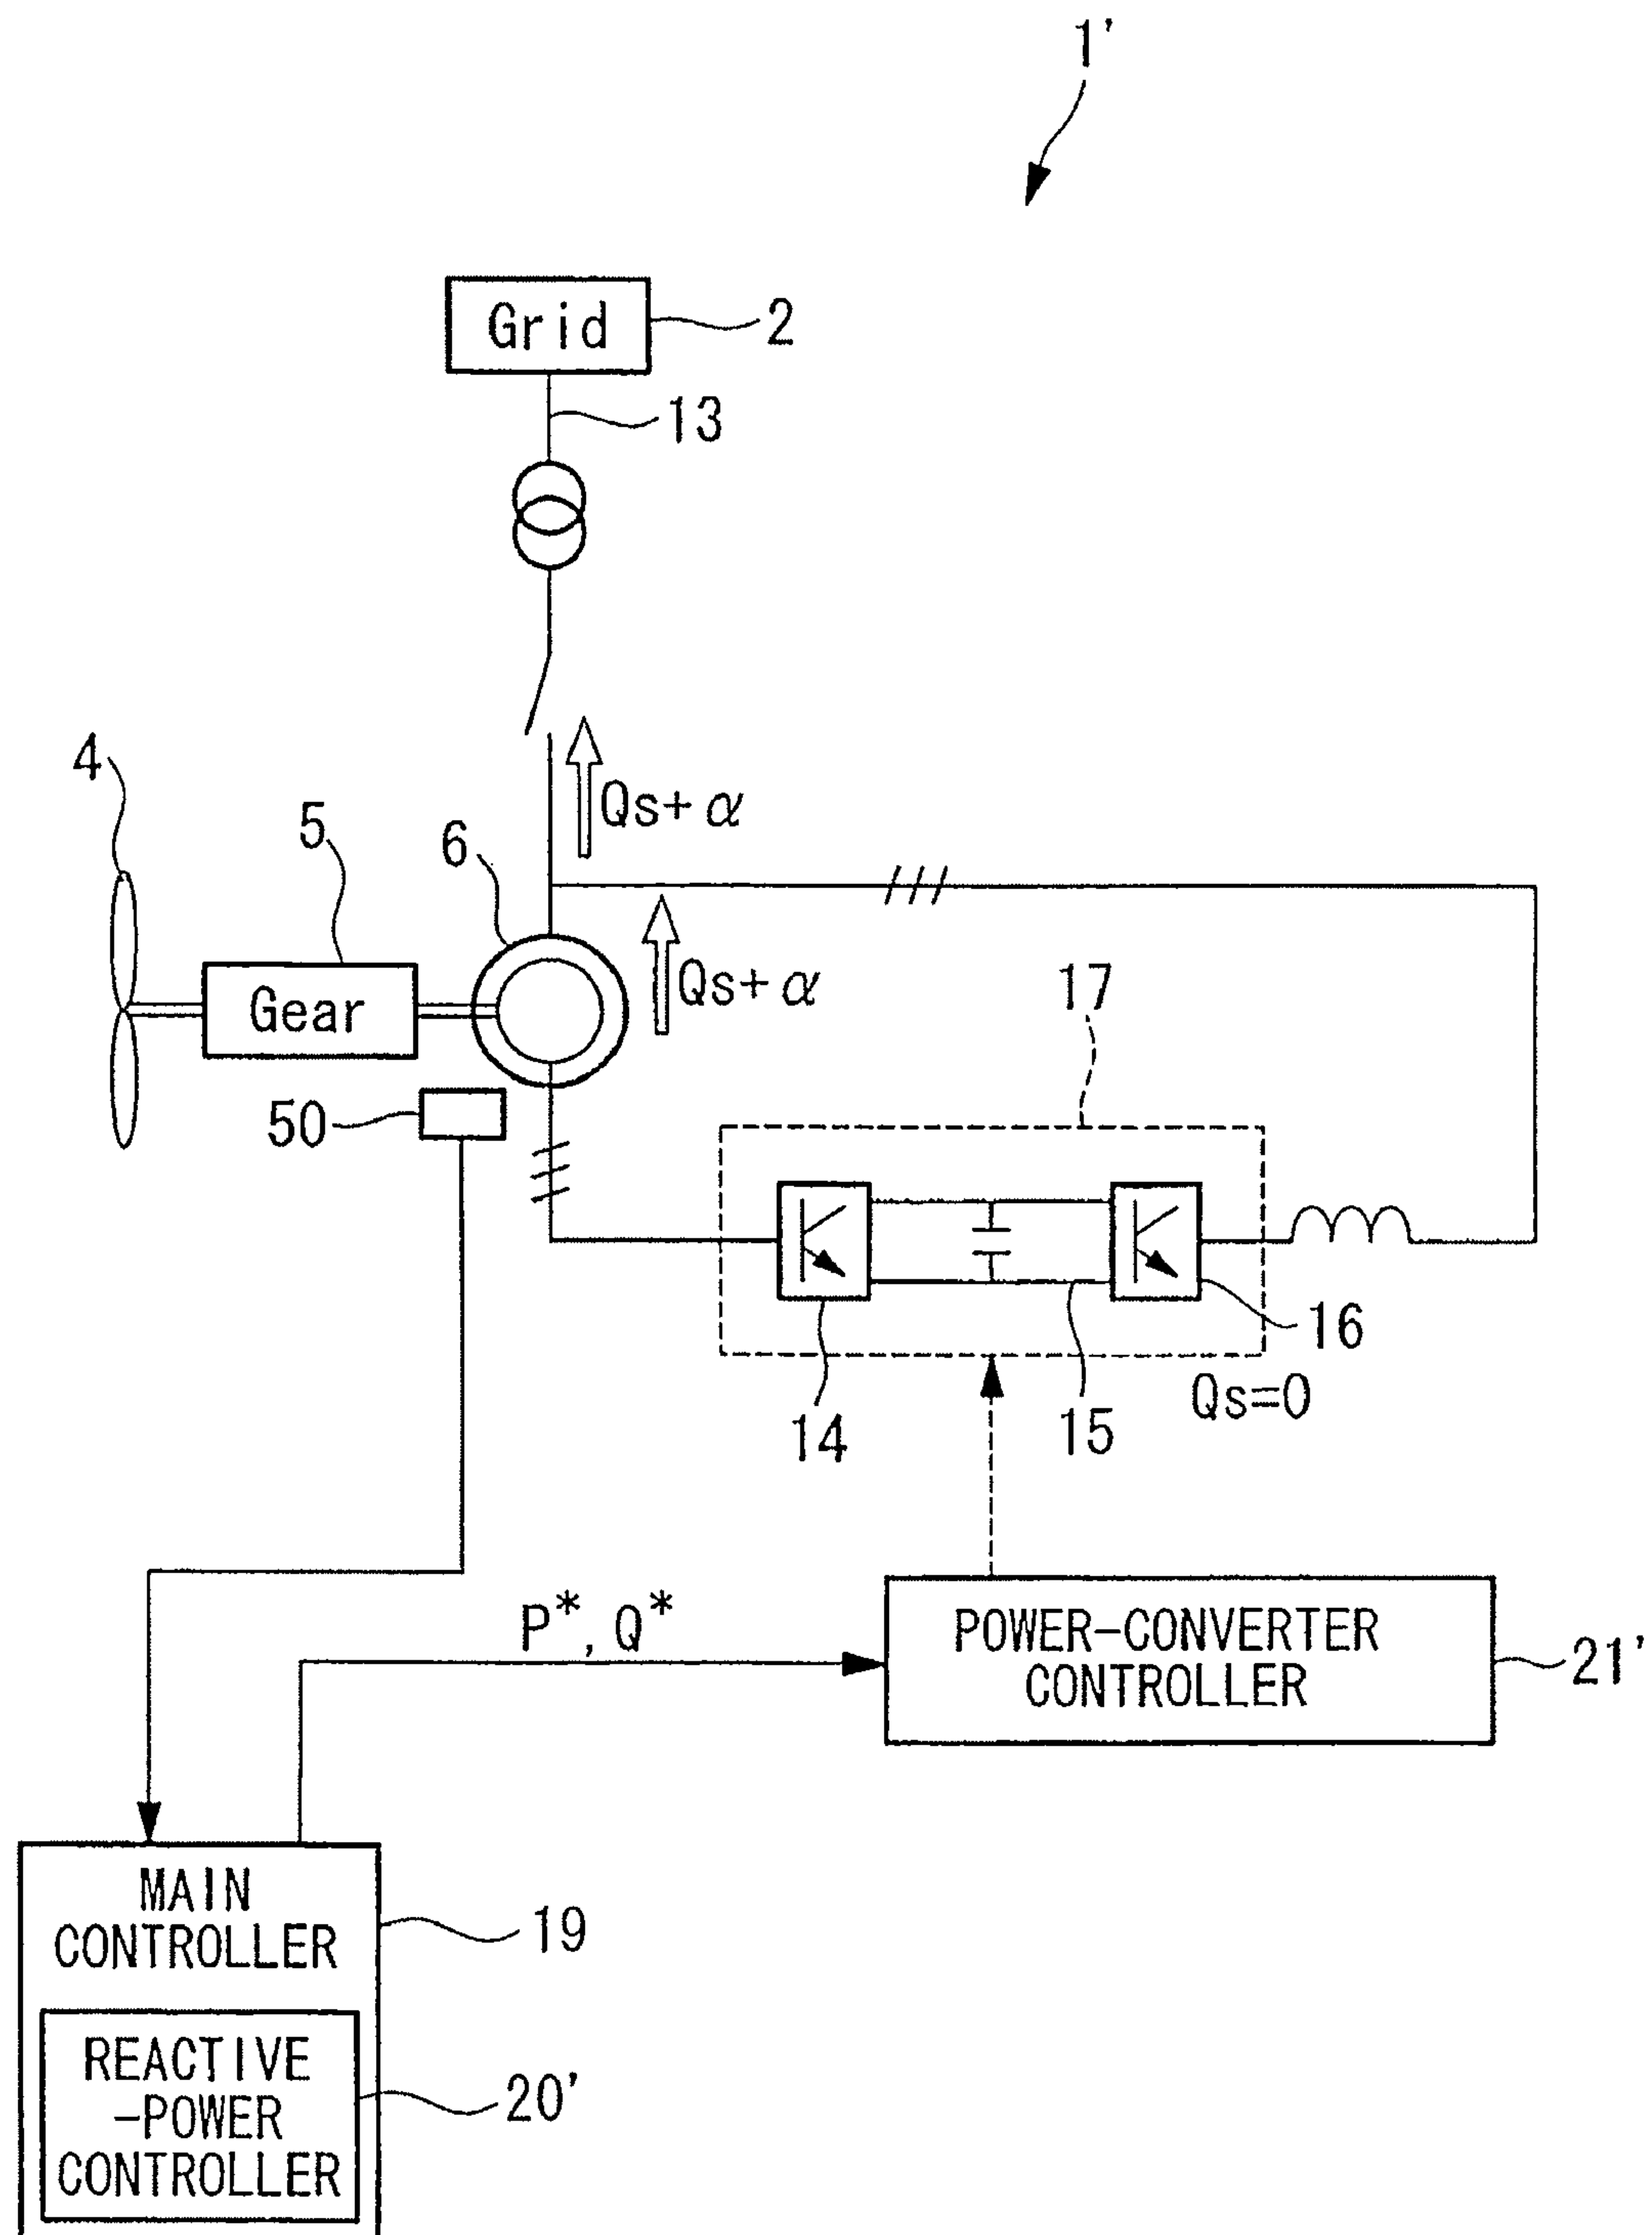 1'
Grid
2
13
4
5
6
Qs+α
Qs+α
Gear
17
50
16
14
15
Qs=0
P*, Q*
POWER-CONVERTER
CONTROLLER
21'
MAIN
CONTROLLER
19
REACTIVE
-POWER
CONTROLLER
20'